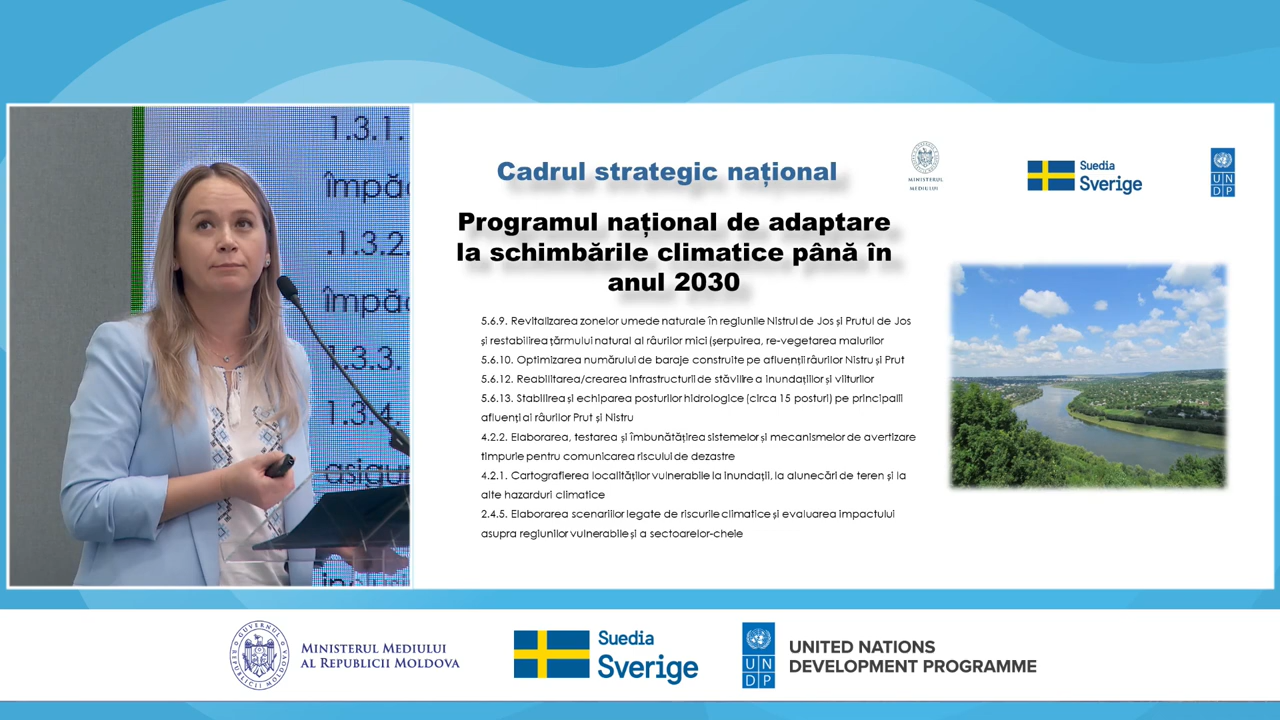 1.3.1.
împă
.1.3.2.
împă
1.3.3.
1.3.4.
asigu
inclusi
Cadrul strategic național
MINISTERUL
MEDIULUI
Suedia
Sverige
U N
D P
Programul național de adaptare
la schimbările climatice până în
anul 2030
5.6.9. Revitalizarea zonelor umede naturale în regiunile Nistrul de Jos și Prutul de Jos
și restabilirea țărmului natural al râurilor mici (șerpuirea, re-vegetarea malurilor
5.6.10. Optimizarea numărului de baraje construite pe afluenții râurilor Nistru și Prut
5.6.12. Reabilitarea/crearea infrastructurii de stăvilire a inundațiilor și viiturilor
5.6.13. Stabilirea și echiparea posturilor hidrologice (circa 15 posturi) pe principalii
afluenți al râurilor Prut și Nistru
4.2.2. Elaborarea, testarea și îmbunătățirea sistemelor și mecanismelor de avertizare
timpurie pentru comunicarea riscului de dezastre
4.2.1. Cartografierea localităților vulnerabile la inundații, la alunecări de teren și la
alte hazarduri climatice
2.4.5. Elaborarea scenariilor legate de riscurile climatice și evaluarea impactului
asupra regiunilor vulnerabile și a sectoarelor-cheie
GUVERNUL REPUBLICII MOLDOVA
MINISTERUL MEDIULUI
AL REPUBLICII MOLDOVA
Suedia
Sverige
U N
D P
UNITED NATIONS
DEVELOPMENT PROGRAMME